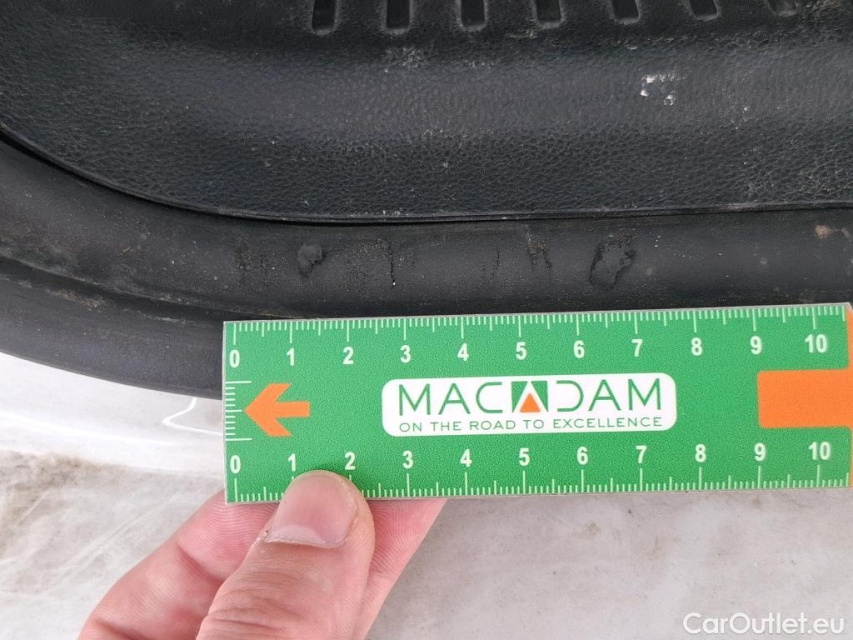 0 1 2 3 4 5 6 7 8 9 10
MACADAM
ON THE ROAD TO EXCELLENCE
0 1 2 3 4 5 6 7 8 9 10
CarOutlet.eu